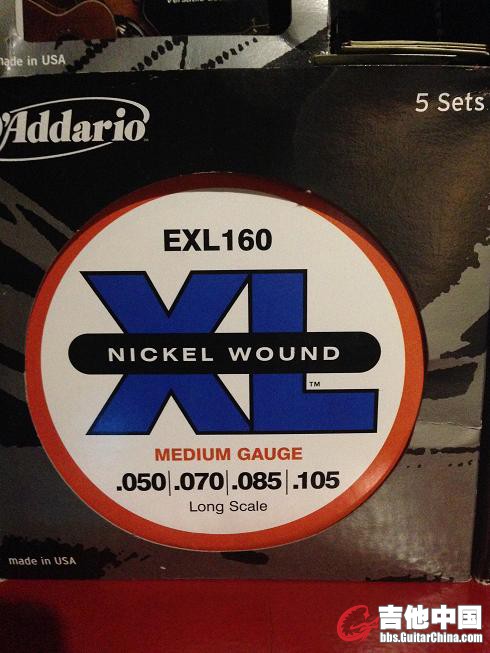 made in USA
D'Addario
5 Sets
EXL160
XL
NICKEL WOUND
TM
MEDIUM GAUGE
.050|.070|.085|.105
Long Scale
made in USA
吉他中国
bbs.GuitarChina.com